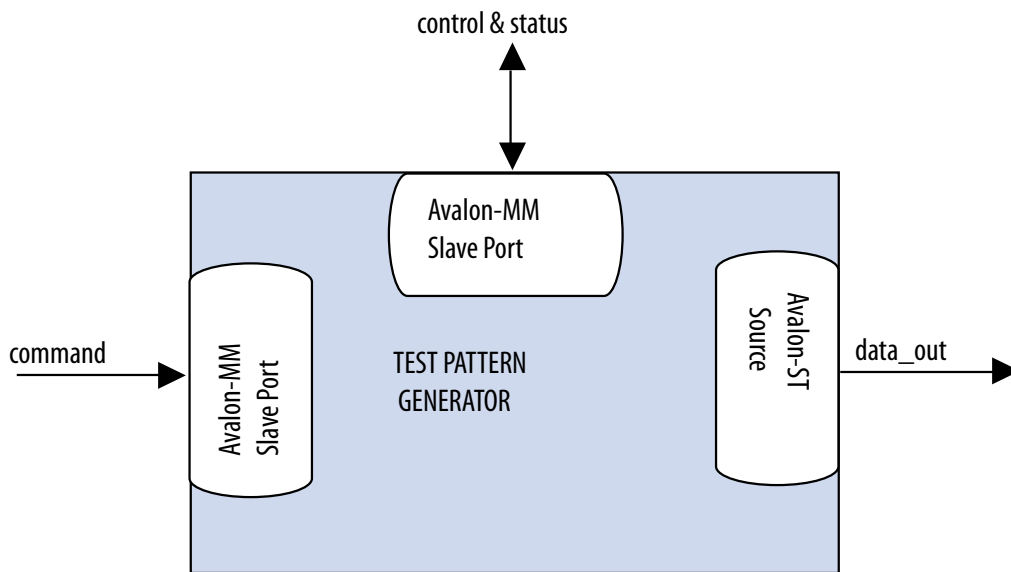 control & status
Avalon-MM
Slave Port
command
Avalon-MM
Slave Port
TEST PATTERN
GENERATOR
Avalon-ST
Source
data_out